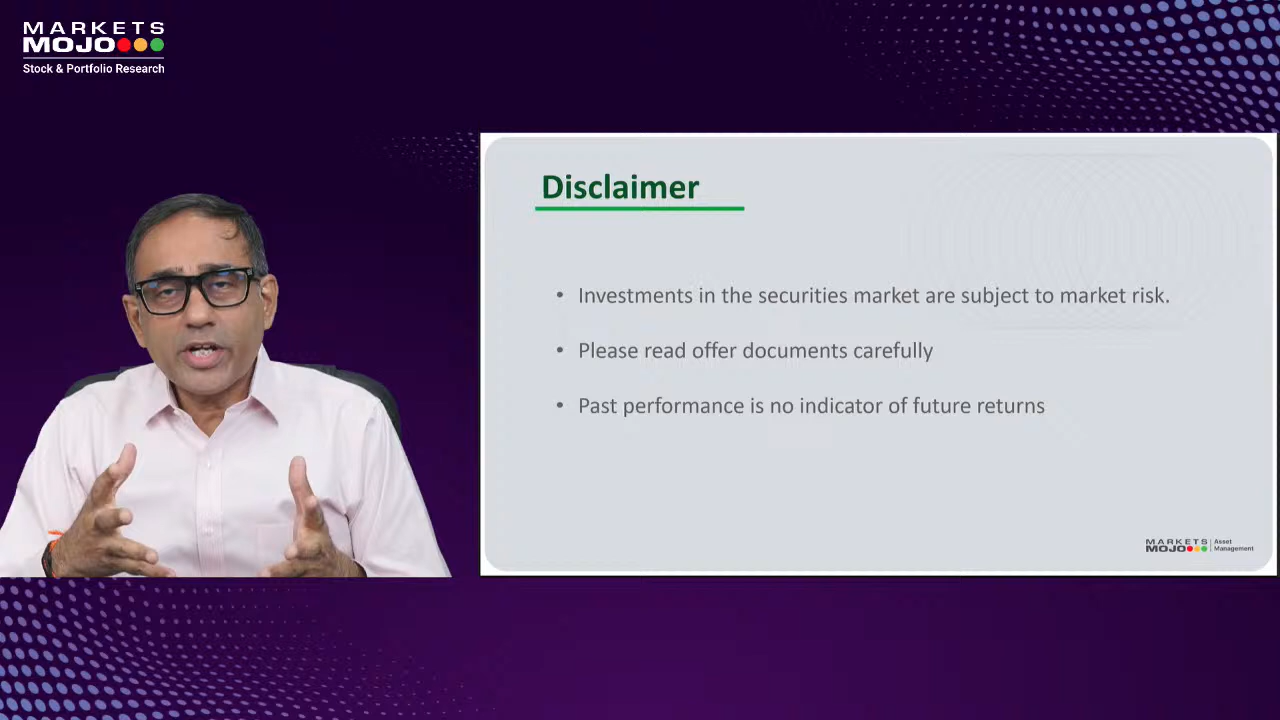 MARKETS
MOJO
Stock & Portfolio Research
Disclaimer
• Investments in the securities market are subject to market risk.
• Please read offer documents carefully
• Past performance is no indicator of future returns
MARKETS
MOJO
Asset
Management